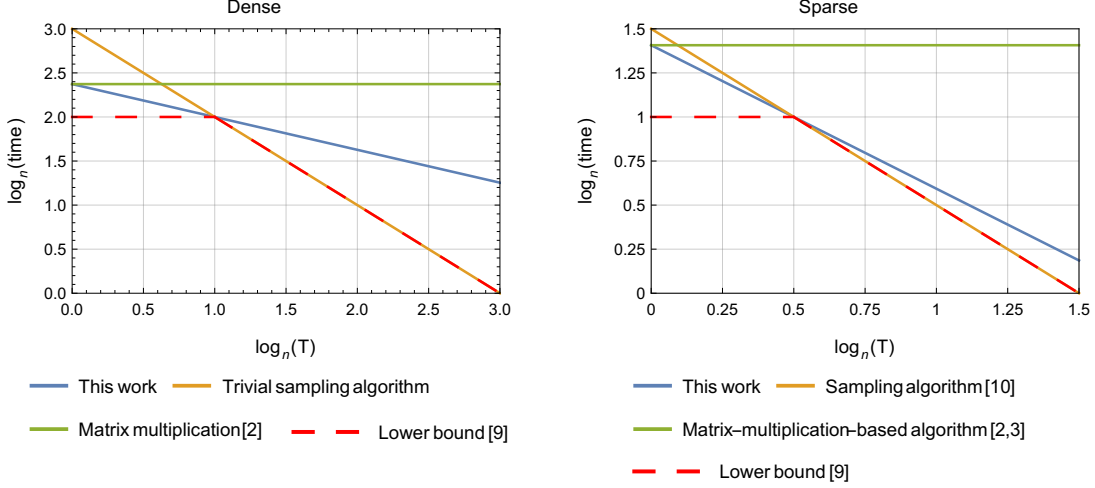 Dense
3.0
2.5
2.0
1.5
1.0
0.5
0.0
log_n(time)
0.0 0.5 1.0 1.5 2.0 2.5 3.0
log_n(T)
This work Trivial sampling algorithm
Matrix multiplication[2] Lower bound [9]
Sparse
1.5
1.25
1
0.75
0.5
0.25
0
log_n(time)
0 0.25 0.5 0.75 1 1.25 1.5
log_n(T)
This work Sampling algorithm [10]
Matrix–multiplication–based algorithm [2,3]
Lower bound [9]